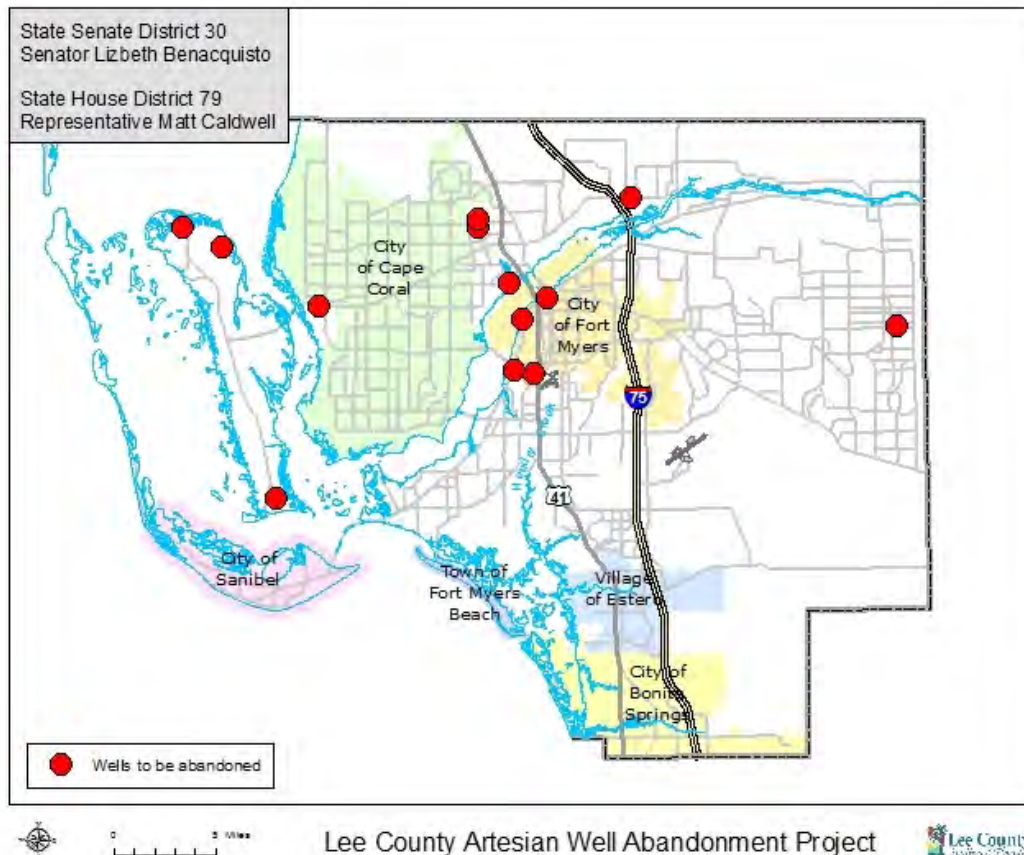 State Senate District 30
Senator Lizbeth Benacquisto
State House District 79
Representative Matt Caldwell
City
of Cape
Coral
City
of Fort
Myers
75
41
City of
Sanibel
Town of
Fort Myers
Beach
Village
of Estero
City of
Bonita
Springs
Wells to be abandoned
0 5 Miles
Lee County Artesian Well Abandonment Project
Lee County